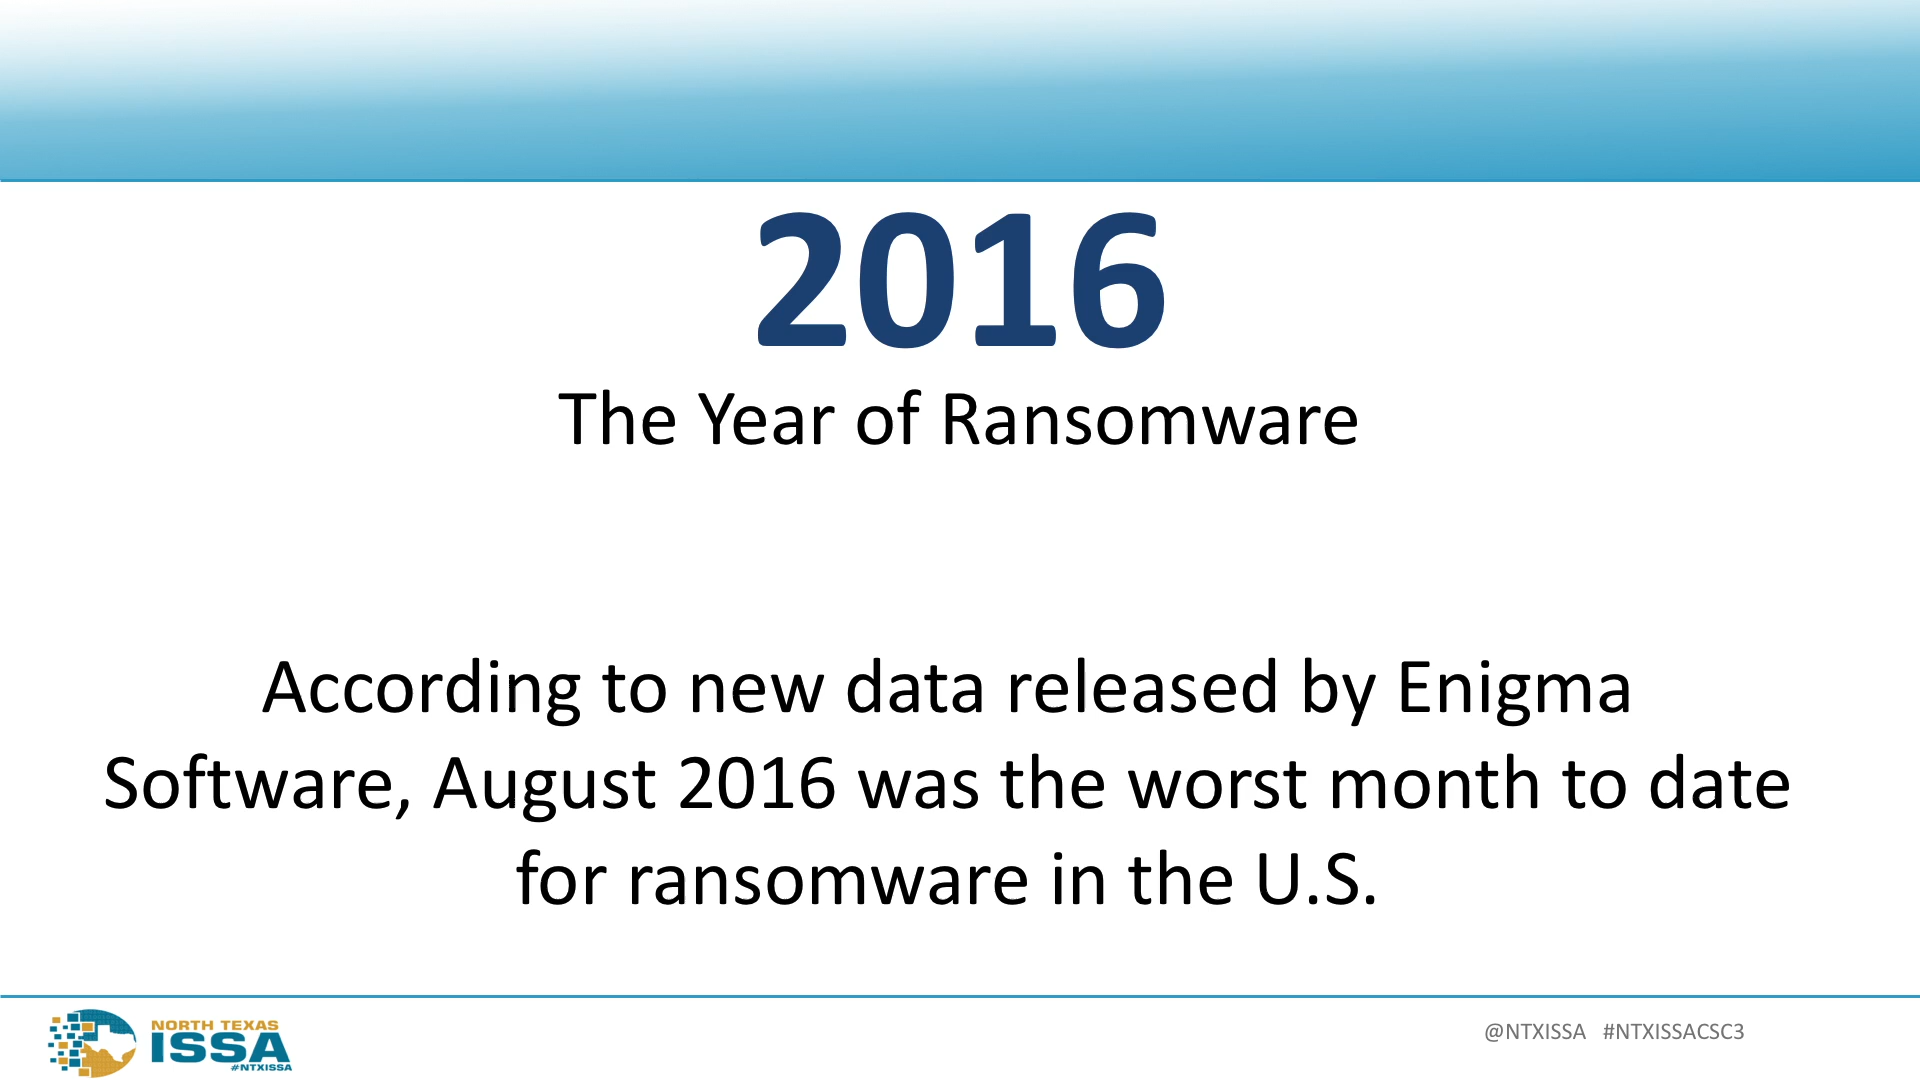 2016
The Year of Ransomware
According to new data released by Enigma
Software, August 2016 was the worst month to date
for ransomware in the U.S.
NORTH TEXAS
ISSA
#NTXISSA
@NTXISSA #NTXISSACSC3